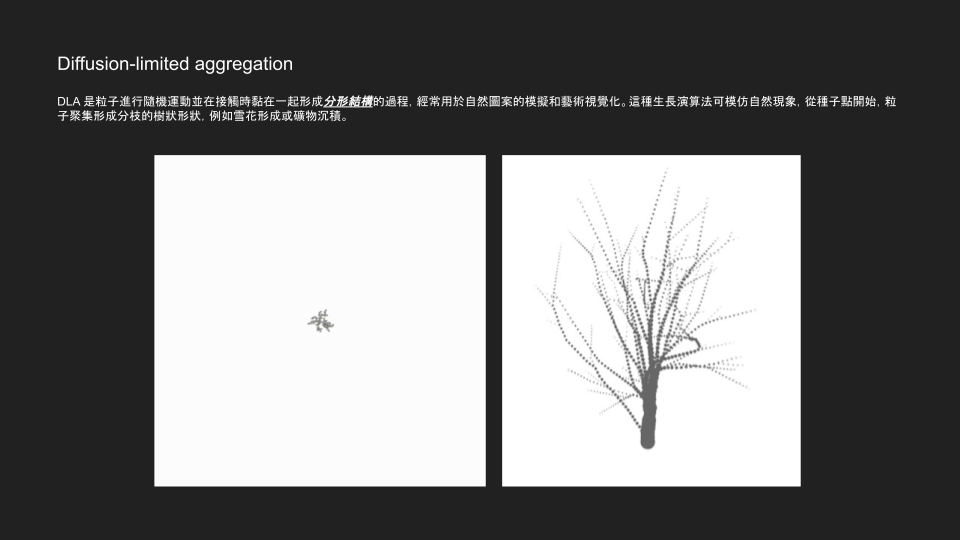 Diffusion-limited aggregation
DLA 是粒子進行隨機運動並在接觸時黏在一起形成分形結構的過程, 經常用於自然圖案的模擬和藝術視覺化。這種生長演算法可模仿自然現象, 從種子點開始, 粒
子聚集形成分枝的樹狀形狀, 例如雪花形成或礦物沉積。